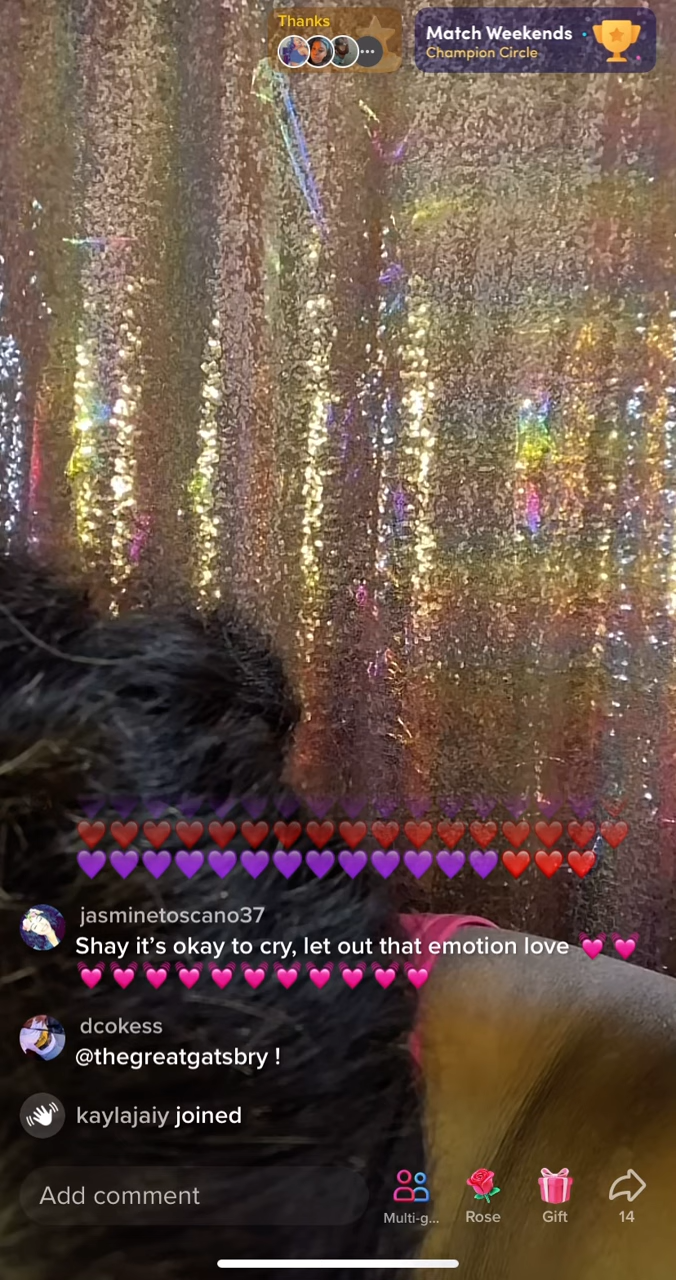 Thanks
Match Weekends
Champion Circle
jasminetoscano37
Shay it’s okay to cry, let out that emotion love 💓 💓
💓 💓 💓 💓 💓 💓 💓 💓 💓 💓 💓
dcokess
@thegreatgatsbry !
kaylajaiy joined
Add comment
Multi-g...
Rose
Gift
14